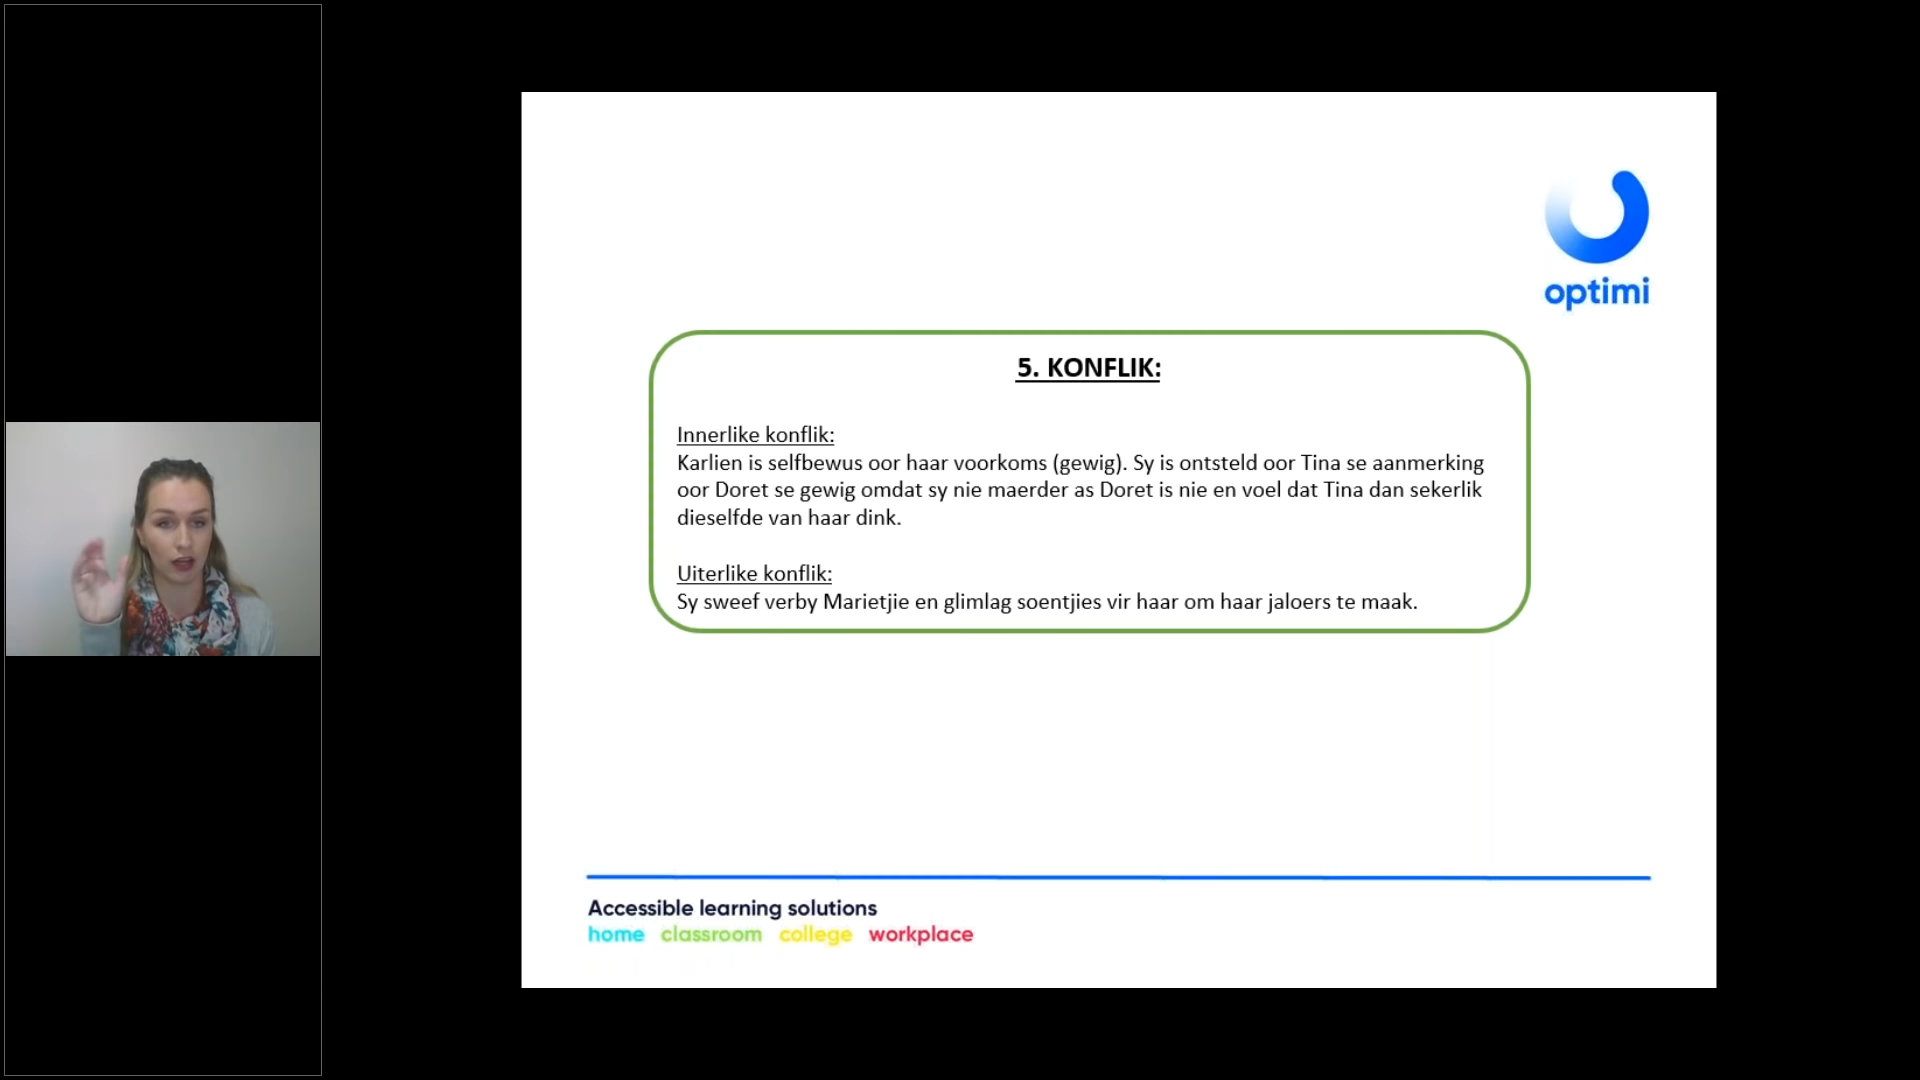 optimi
5. KONFLIK:
Innerlike konflik:
Karlien is selfbewus oor haar voorkoms (gewig). Sy is ontsteld oor Tina se aanmerking
oor Doret se gewig omdat sy nie maerder as Doret is nie en voel dat Tina dan sekerlik
dieselfde van haar dink.
Uiterlike konflik:
Sy sweef verby Marietjie en glimlag soentjies vir haar om haar jaloers te maak.
Accessible learning solutions
home classroom college workplace